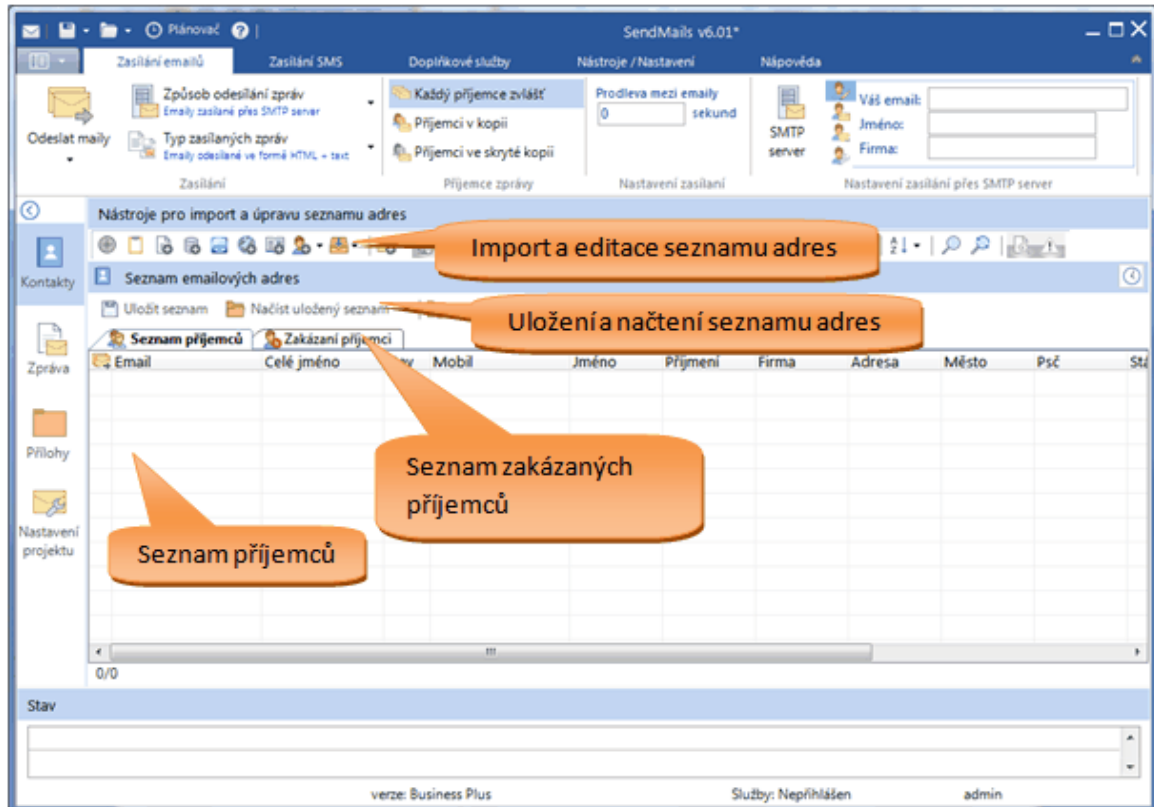 Plánovač SendMails v6.01*
Zasílání emailů Zasílání SMS Doplňkové služby Nástroje / Nastavení Nápověda
Odeslat maily
Způsob odesílání zpráv
Emaily zasílané přes SMTP server
Typ zasílaných zpráv
Emaily odesílané ve formě HTML + text
Zasílání
Každý příjemce zvlášť
Příjemci v kopii
Příjemci ve skryté kopii
Příjemce zprávy
Prodleva mezi emaily
0 sekund
Nastavení zasílaní
SMTP
server
Váš email:
Jméno:
Firma:
Nastavení zasílání přes SMTP server
Nástroje pro import a úpravu seznamu adres
Import a editace seznamu adres
Kontakty
Seznam emailových adres
Uložit seznam Načíst uložený seznam
Uložení a načtení seznamu adres
Seznam příjemců Zakázaní příjemci
Email Celé jméno Mobil Jméno Příjmení Firma Adresa Město Psč Stá
Zpráva
Přílohy
Nastavení
projektu
Seznam zakázaných
příjemců
Seznam příjemců
0/0
Stav
verze: Business Plus Služby: Nepřihlášen admin